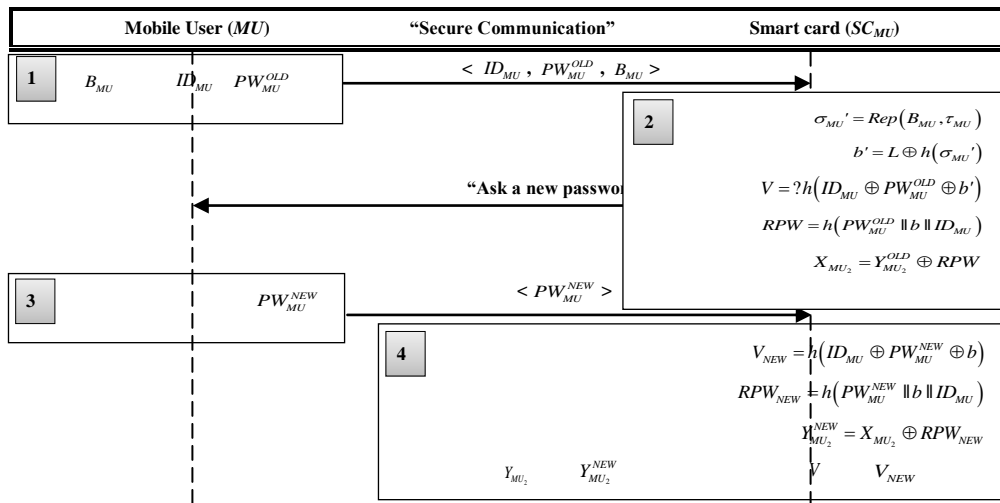 Mobile User (MU) “Secure Communication” Smart card (SC_MU)
1
B_MU ID_MU PW_MU^OLD
< ID_MU , PW_MU^OLD , B_MU >
2
σ_MU' = Rep(B_MU, τ_MU)
b' = L ⊕ h(σ_MU')
“Ask a new passwor
V = ?h(ID_MU ⊕ PW_MU^OLD ⊕ b')
RPW = h(PW_MU^OLD || b || ID_MU)
X_MU₂ = Y_MU₂^OLD ⊕ RPW
3
PW_MU^NEW
< PW_MU^NEW >
4
V_NEW = h(ID_MU ⊕ PW_MU^NEW ⊕ b)
RPW_NEW = h(PW_MU^NEW || b || ID_MU)
Y_MU₂^NEW = X_MU₂ ⊕ RPW_NEW
Y_MU₂ Y_MU₂^NEW V V_NEW